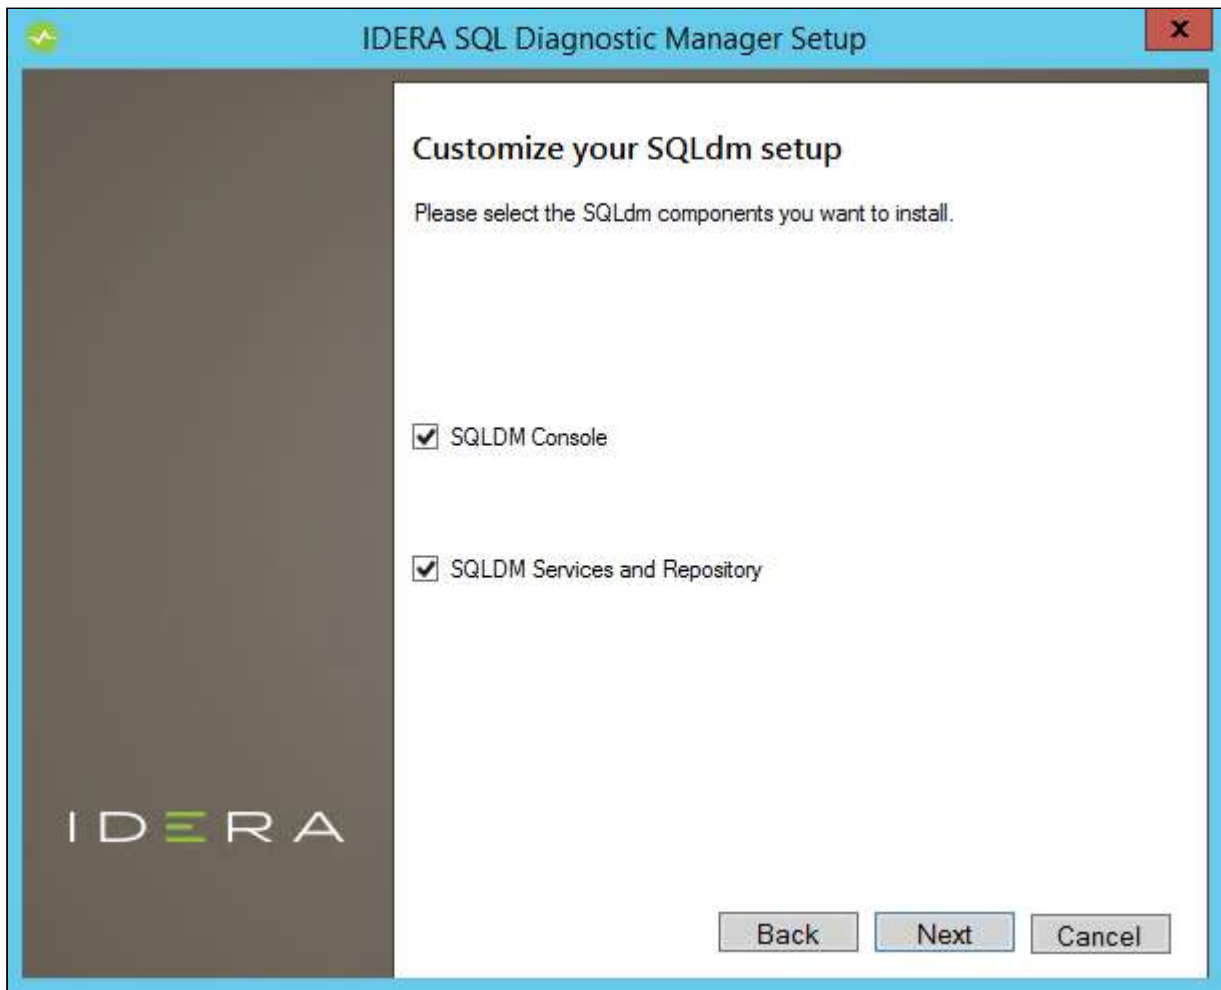 IDERA SQL Diagnostic Manager Setup
x
Customize your SQLdm setup
Please select the SQLdm components you want to install.
SQLDM Console
SQLDM Services and Repository
IDERA
Back
Next
Cancel